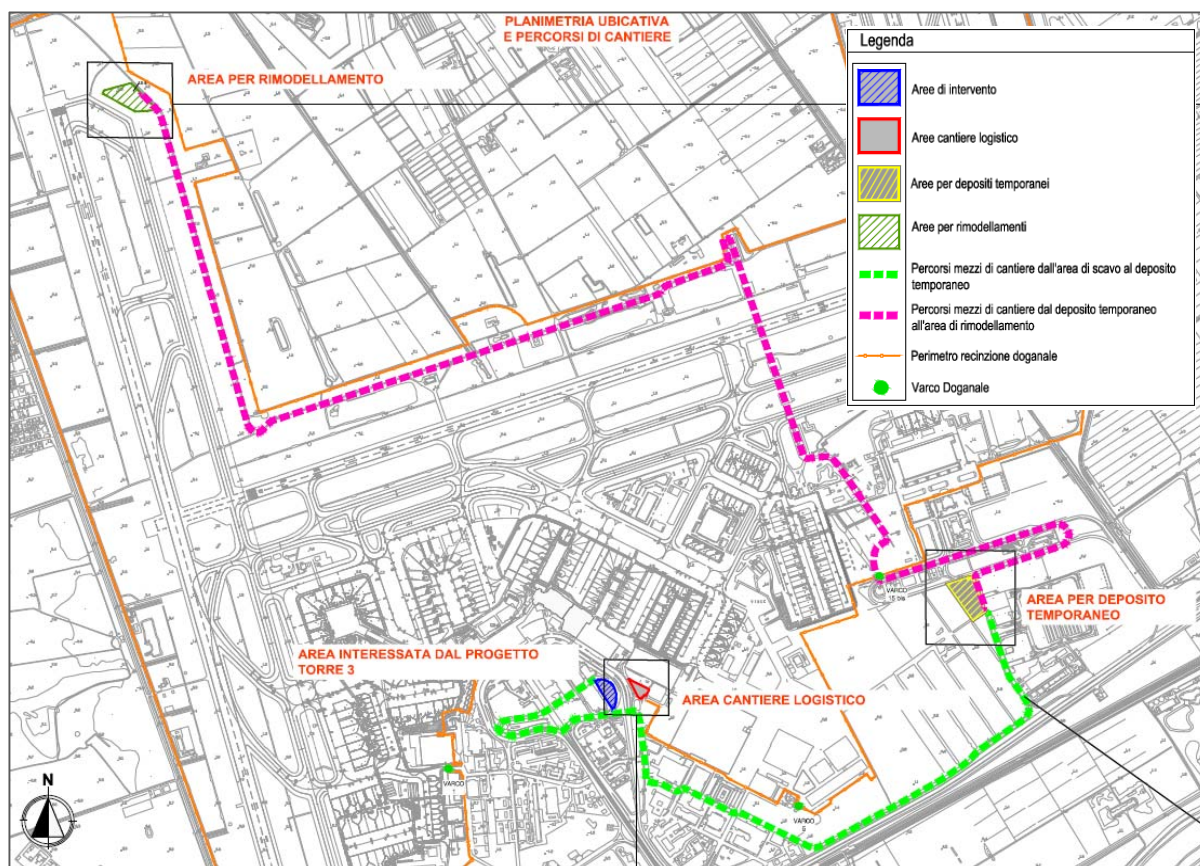 PLANIMETRIA UBICATIVA
E PERCORSI DI CANTIERE
AREA PER RIMODELLAMENTO
Legenda
Aree di intervento
Aree cantiere logistico
Aree per depositi temporanei
Aree per rimodellamenti
Percorsi mezzi di cantiere dall'area di scavo al deposito
temporaneo
Percorsi mezzi di cantiere dal deposito temporaneo
all'area di rimodellamento
Perimetro recinzione doganale
Varco Doganale
VARCO
15 bis
AREA PER DEPOSITO
TEMPORANEO
AREA INTERESSATA DAL PROGETTO
TORRE 3
AREA CANTIERE LOGISTICO
VARCO
VARCO
N